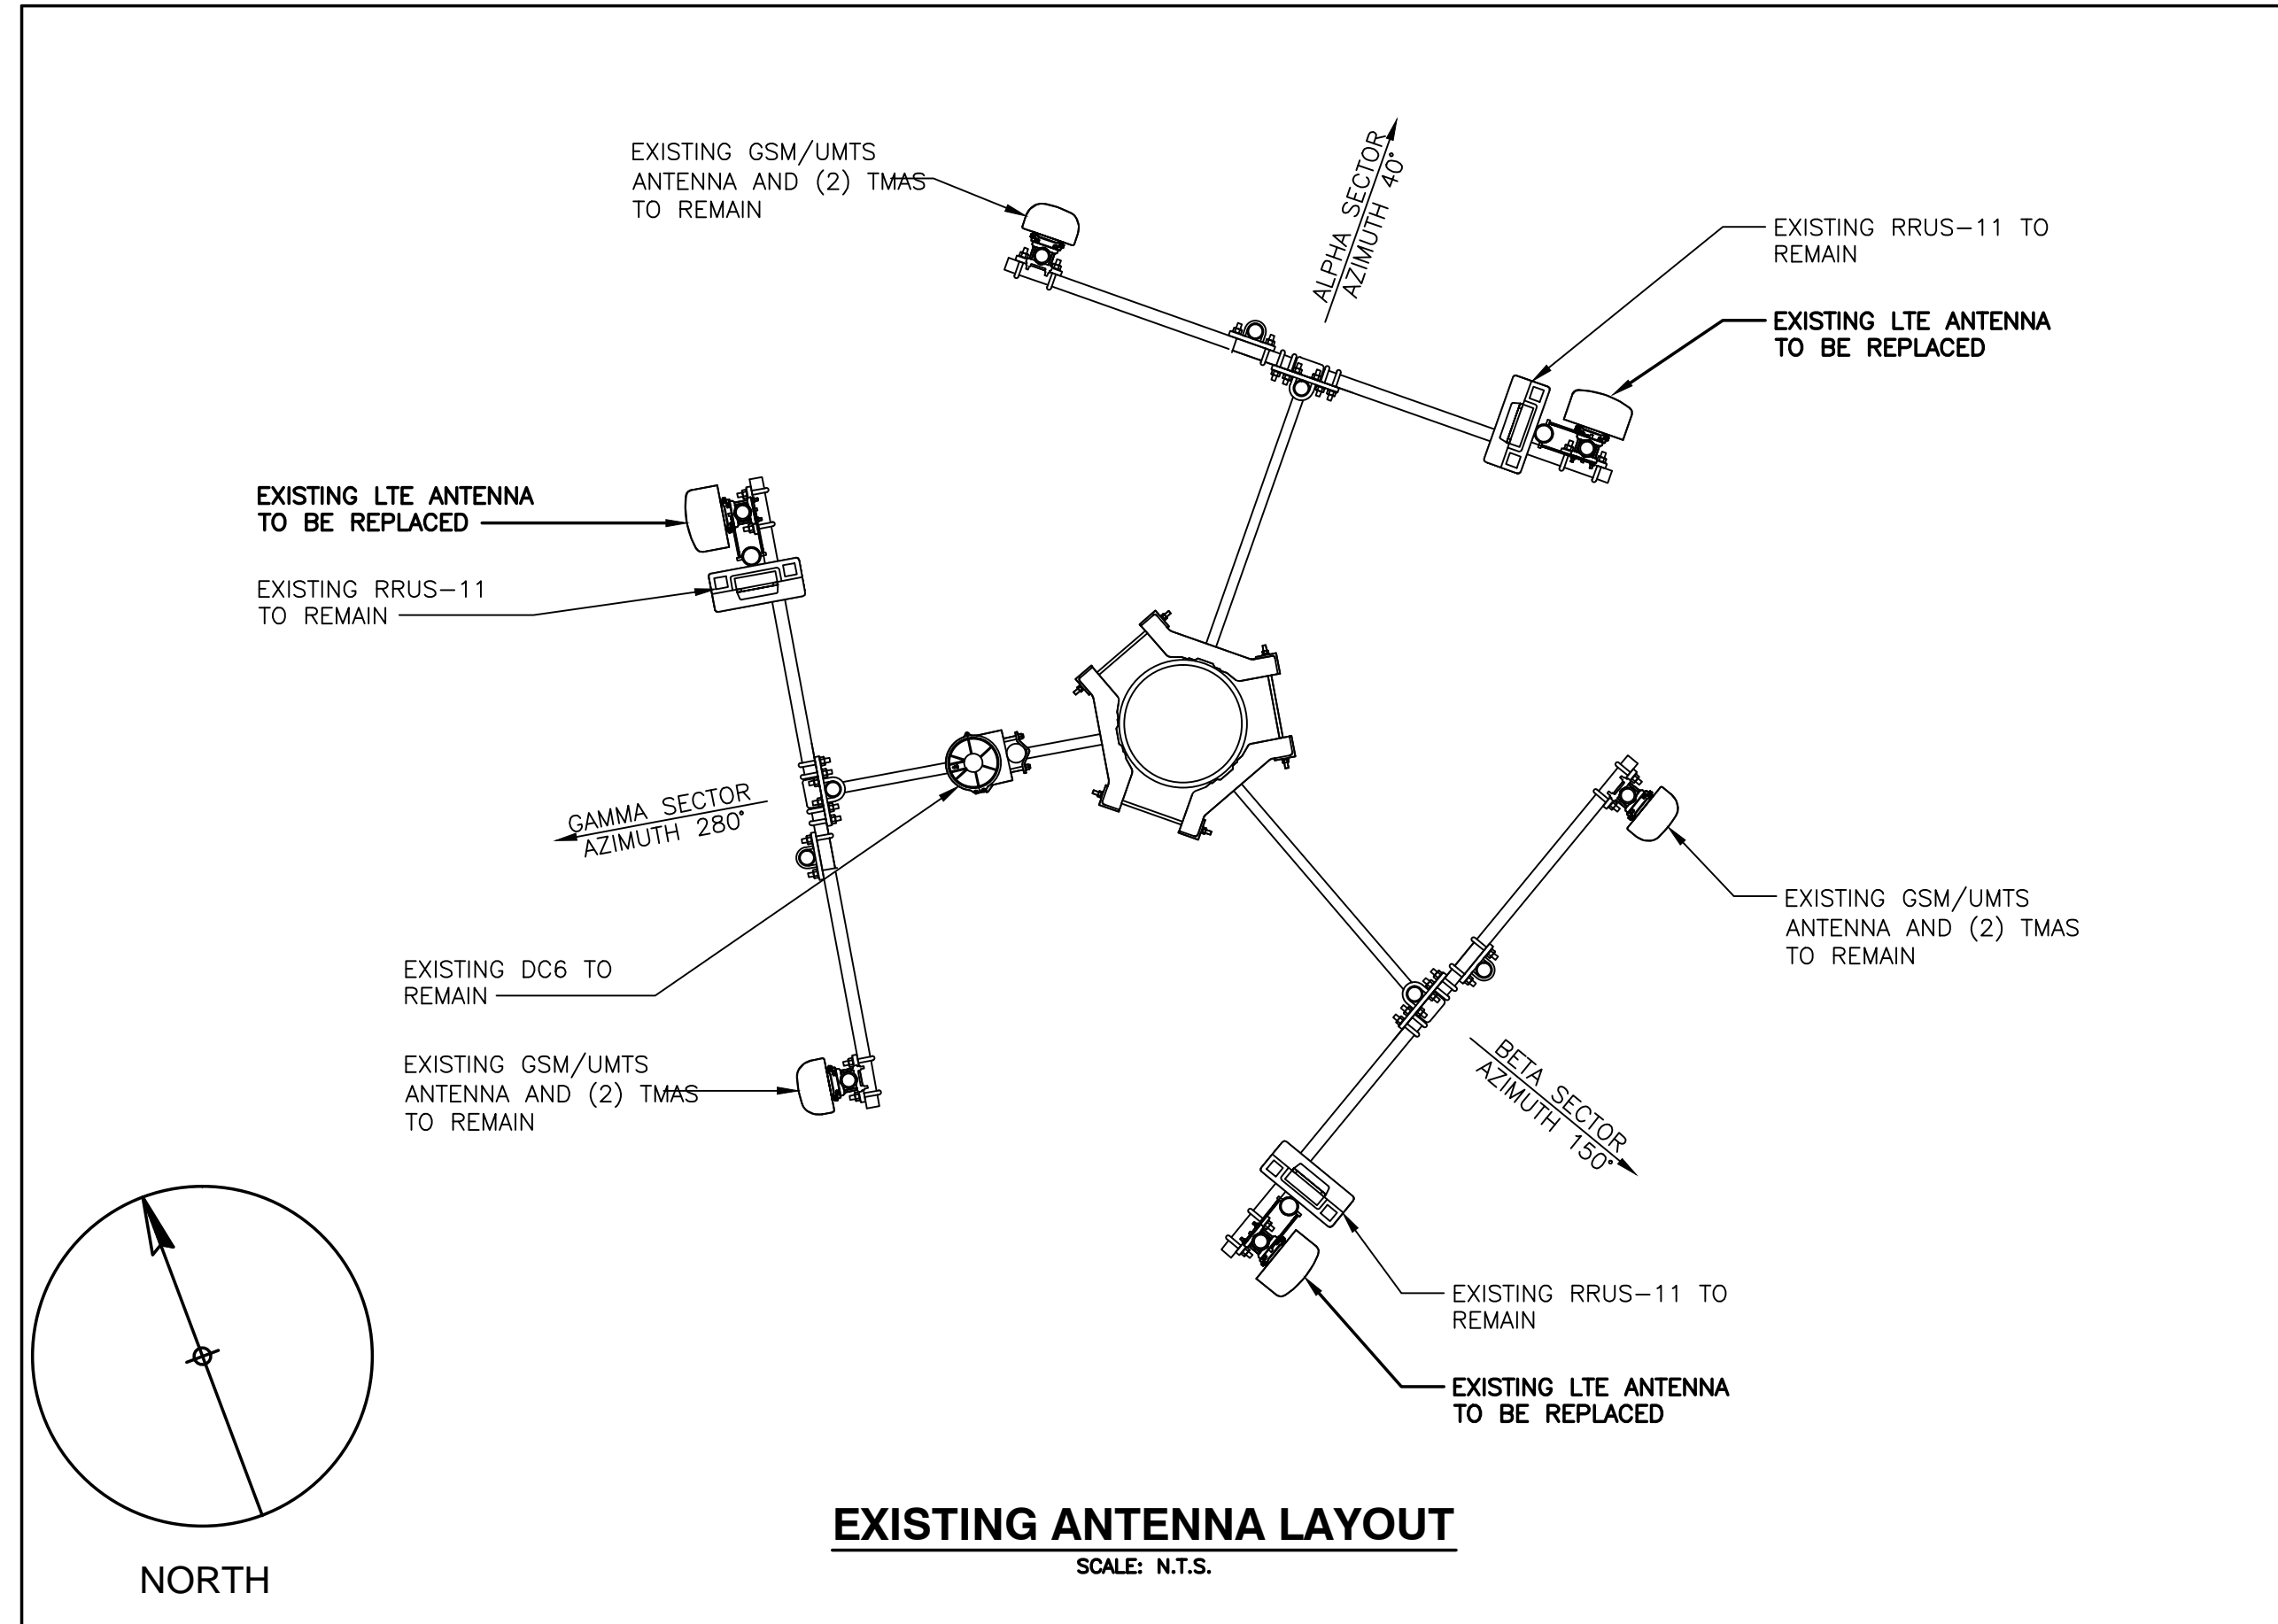 EXISTING GSM/UMTS
ANTENNA AND (2) TMAS
TO REMAIN
ALPHA SECTOR
AZIMUTH 40°
EXISTING RRUS-11 TO
REMAIN
EXISTING LTE ANTENNA
TO BE REPLACED
EXISTING LTE ANTENNA
TO BE REPLACED
EXISTING RRUS-11
TO REMAIN
GAMMA SECTOR
AZIMUTH 280°
EXISTING GSM/UMTS
ANTENNA AND (2) TMAS
TO REMAIN
EXISTING DC6 TO
REMAIN
EXISTING GSM/UMTS
ANTENNA AND (2) TMAS
TO REMAIN
BETA SECTOR
AZIMUTH 150°
EXISTING RRUS-11 TO
REMAIN
EXISTING LTE ANTENNA
TO BE REPLACED
EXISTING ANTENNA LAYOUT
SCALE: N.T.S.
NORTH